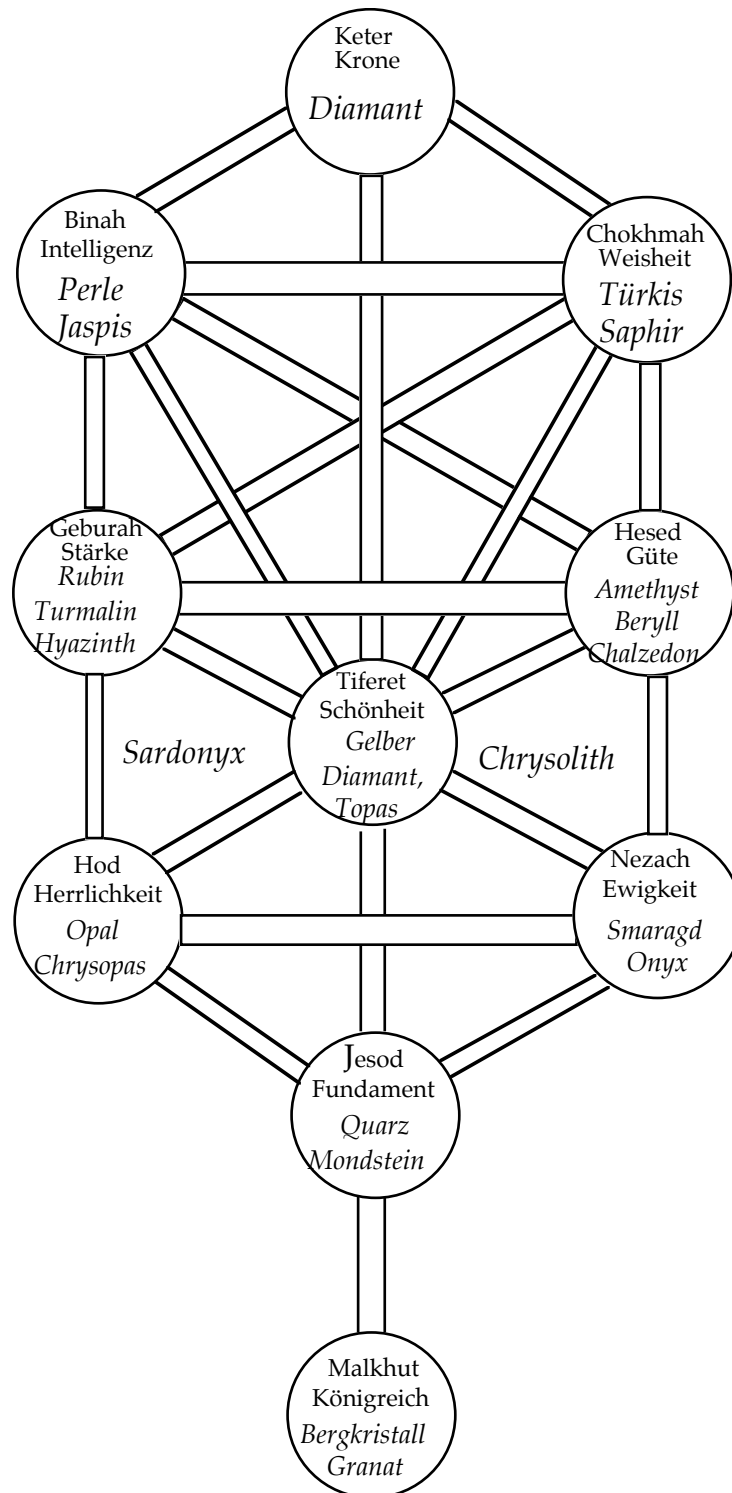 Keter
Krone
Diamant
Binah
Intelligenz
Perle
Jaspis
Chokhmah
Weisheit
Türkis
Saphir
Geburah
Stärke
Rubin
Turmalin
Hyazinth
Hesed
Güte
Amethyst
Beryll
Chalzedon
Tiferet
Schönheit
Gelber
Diamant,
Topas
Sardonyx
Chrysolith
Hod
Herrlichkeit
Opal
Chrysopas
Nezach
Ewigkeit
Smaragd
Onyx
Jesod
Fundament
Quarz
Mondstein
Malkhut
Königreich
Bergkristall
Granat